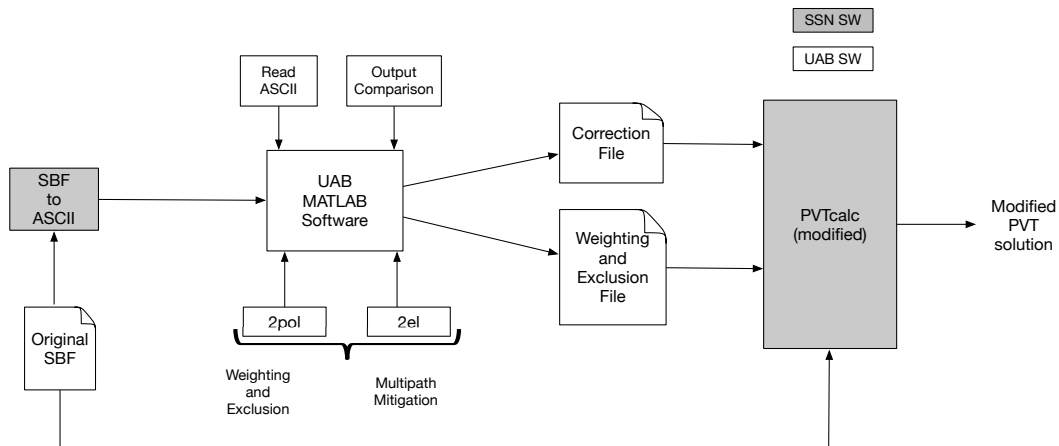 SSN SW
UAB SW
Read
ASCII
Output
Comparison
SBF
to
ASCII
UAB
MATLAB
Software
Correction
File
Weighting
and
Exclusion
File
PVTcalc
(modified)
Modified
PVT
solution
Original
SBF
2pol
2el
Weighting
and
Exclusion
Multipath
Mitigation